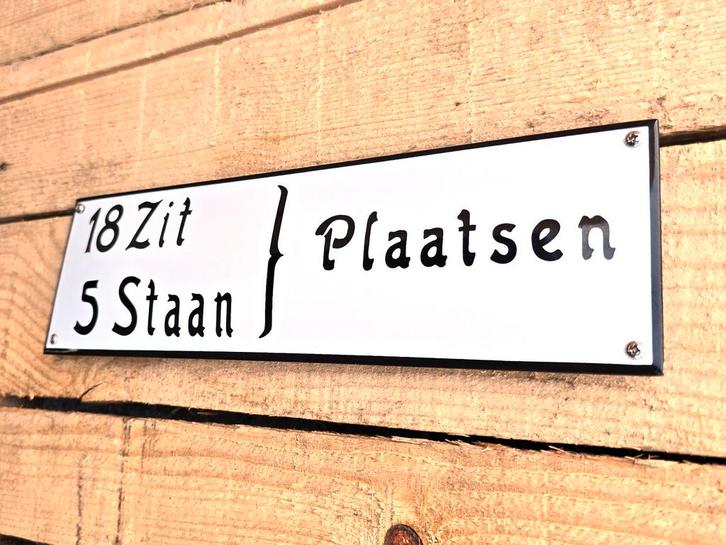 18 Zit
5 Staan
} Plaatsen